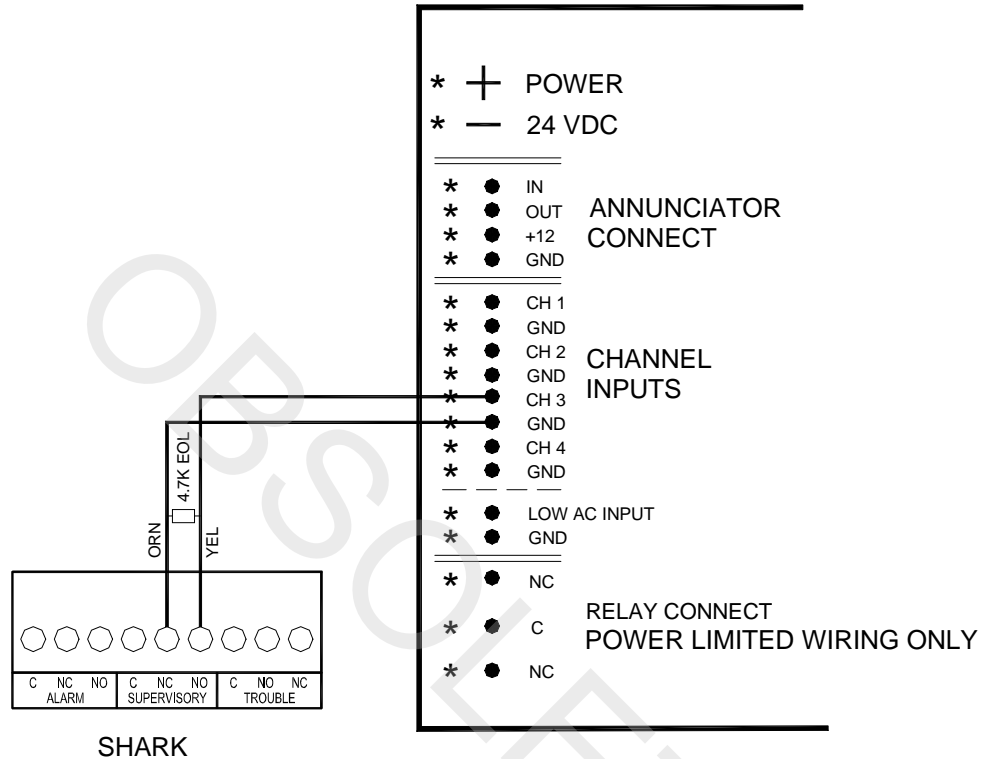 * + POWER
* — 24 VDC
* IN
* OUT
* +12
* GND
ANNUNCIATOR
CONNECT
* CH 1
* GND
* CH 2
* GND
* CH 3
* GND
* CH 4
* GND
CHANNEL
INPUTS
* LOW AC INPUT
* GND
* NC
* C
* NC
RELAY CONNECT
POWER LIMITED WIRING ONLY
4.7K EOL
ORN
YEL
C NC NO C NC NO C NO NC
ALARM SUPERVISORY TROUBLE
SHARK
OBSOLETE